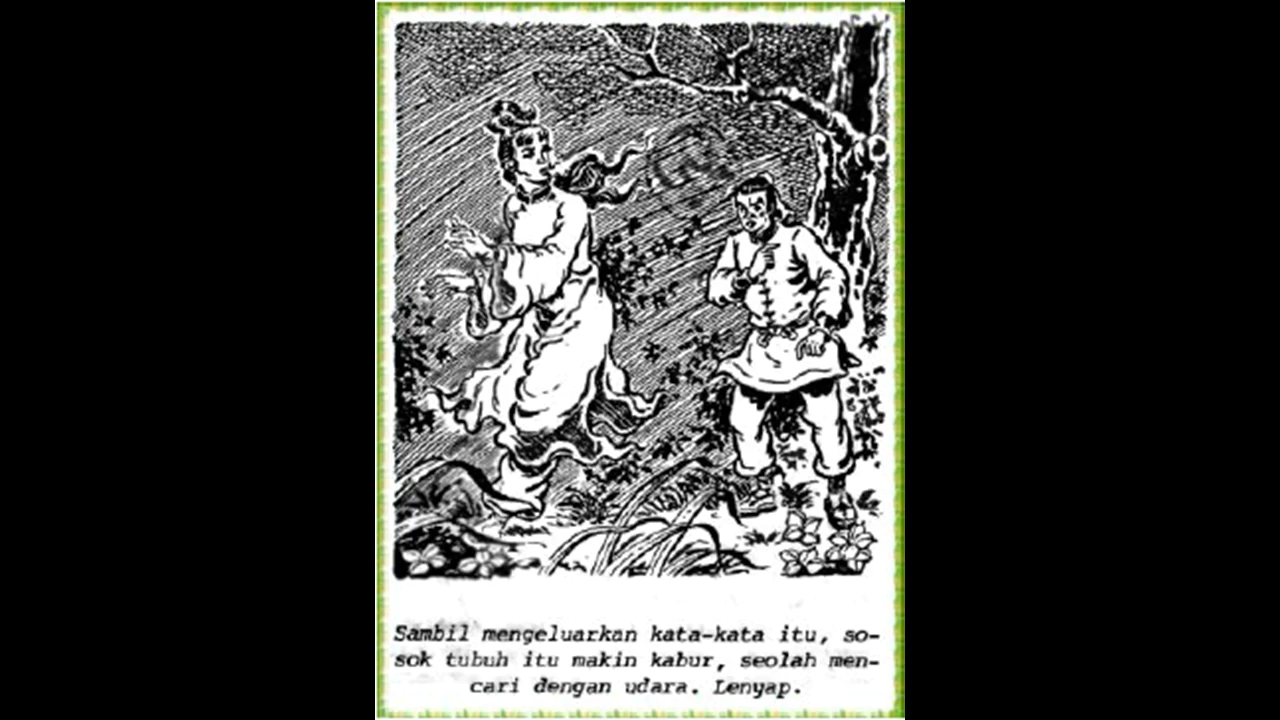 Sambil mengeluarkan kata-kata itu, so-
sok tubuh itu makin kabur, seolah men-
cari dengan udara. Lenyap.